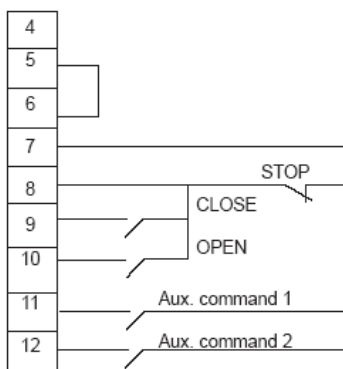 4
5
6
7
8
STOP
CLOSE
9
OPEN
10
11
Aux. command 1
12
Aux. command 2